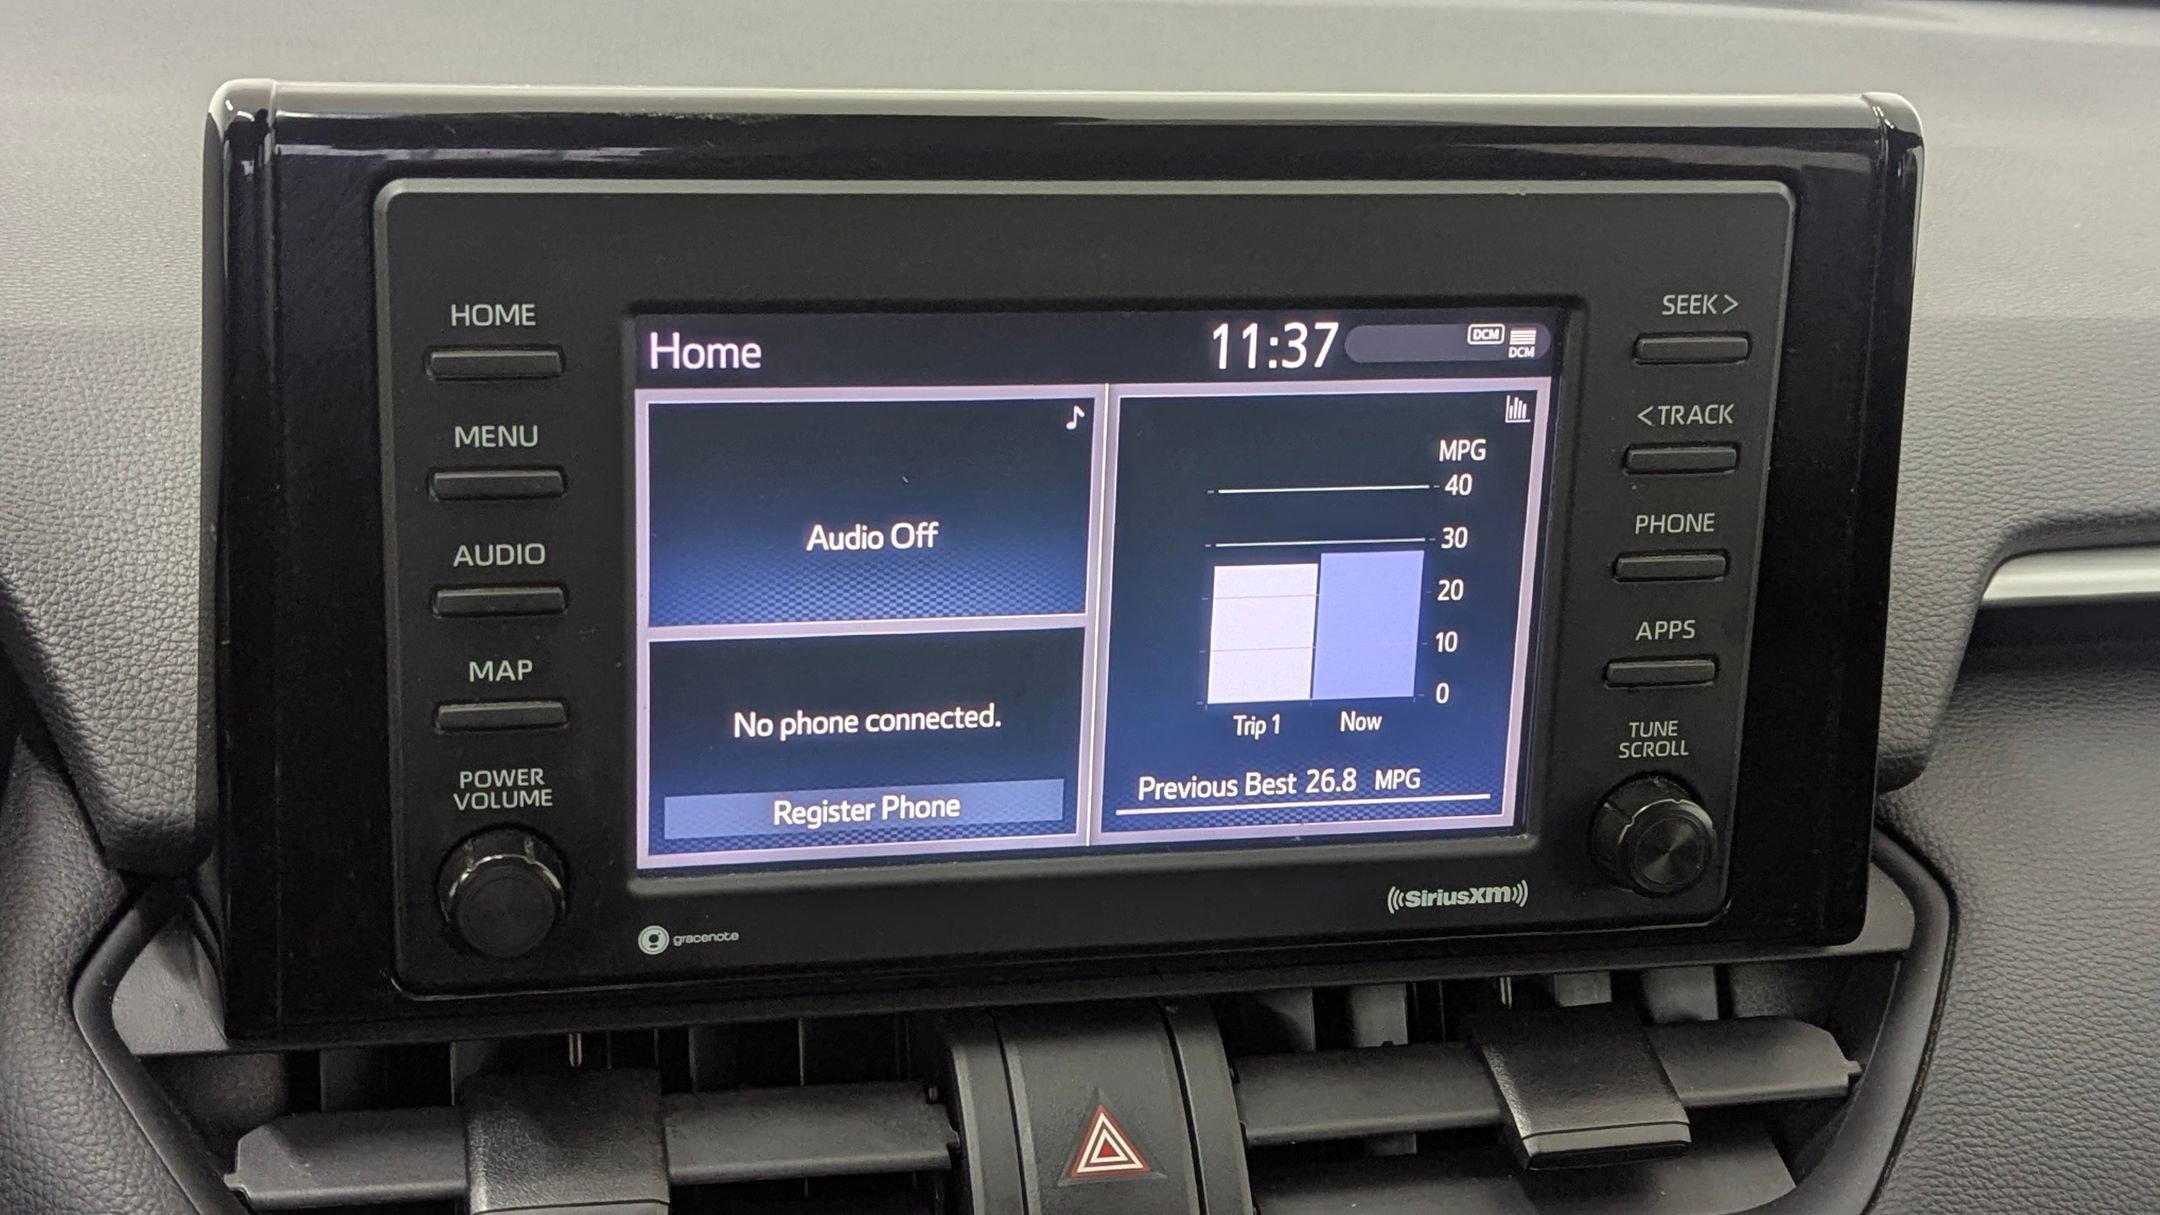 HOME
MENU
AUDIO
MAP
POWER
VOLUME
Home
11:37
DCM
DCM
Audio Off
No phone connected.
Register Phone
MPG
40
30
20
10
0
Trip 1
Now
Previous Best 26.8 MPG
SEEK >
< TRACK
PHONE
APPS
TUNE
SCROLL
gracenote
SiriusXM